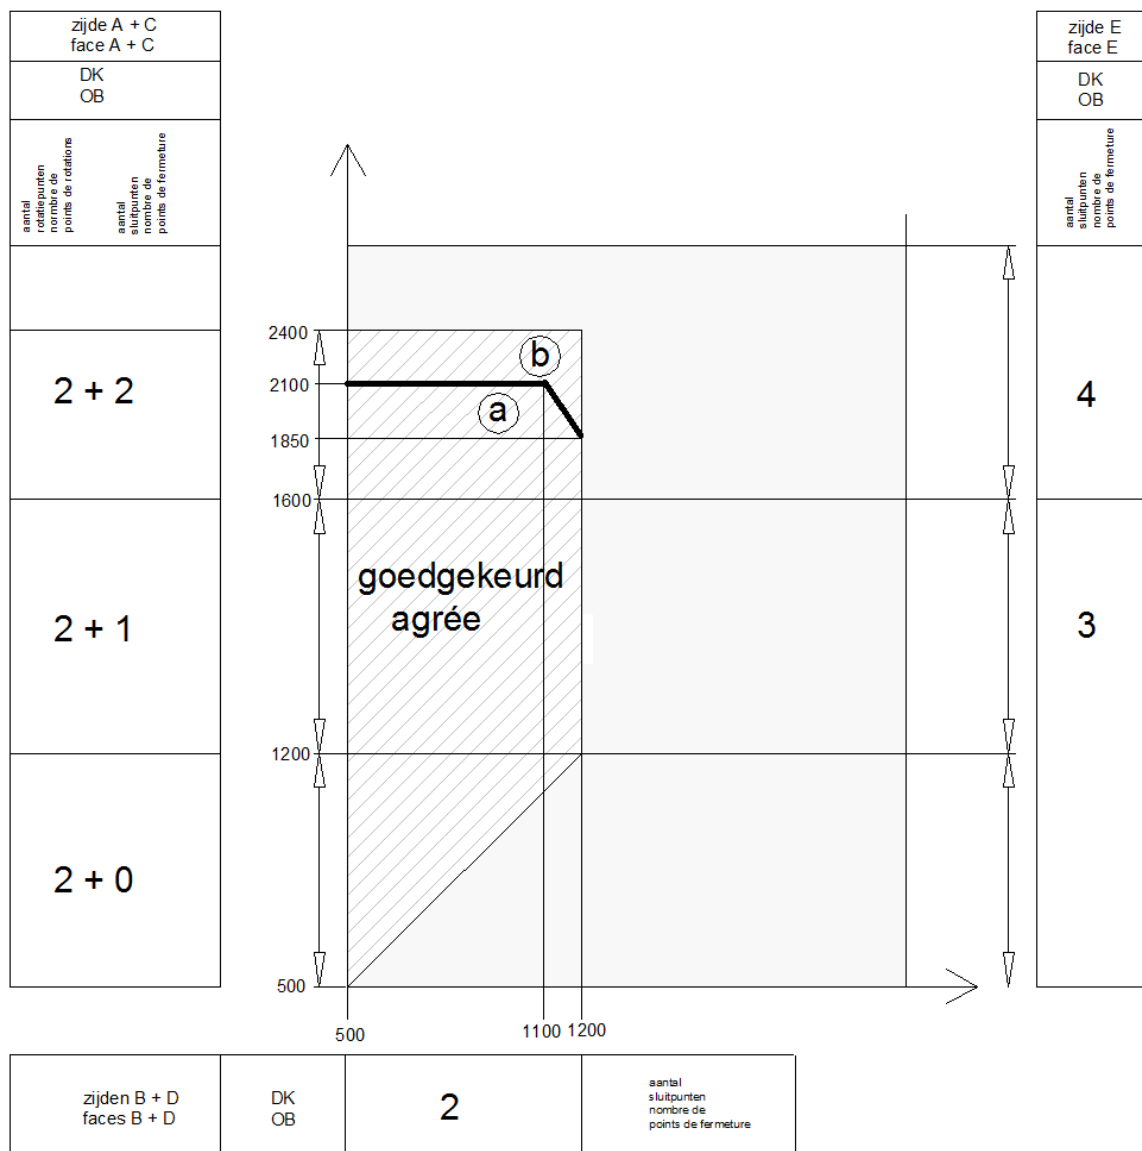 zijde A + C
face A + C
DK
OB
aantal
rotatiepunten
normbre de
points de rotations
aantal
sluitpunten
nombre de
points de fermeture
2 + 2
2 + 1
2 + 0
2400
2100
1850
1600
1200
500
b
a
goedgekeurd
agrée
500
1100
1200
zijde E
face E
DK
OB
aantal
sluitpunten
nombre de
points de fermeture
4
3
zijden B + D
faces B + D
DK
OB
2
aantal
sluitpunten
nombre de
points de fermeture